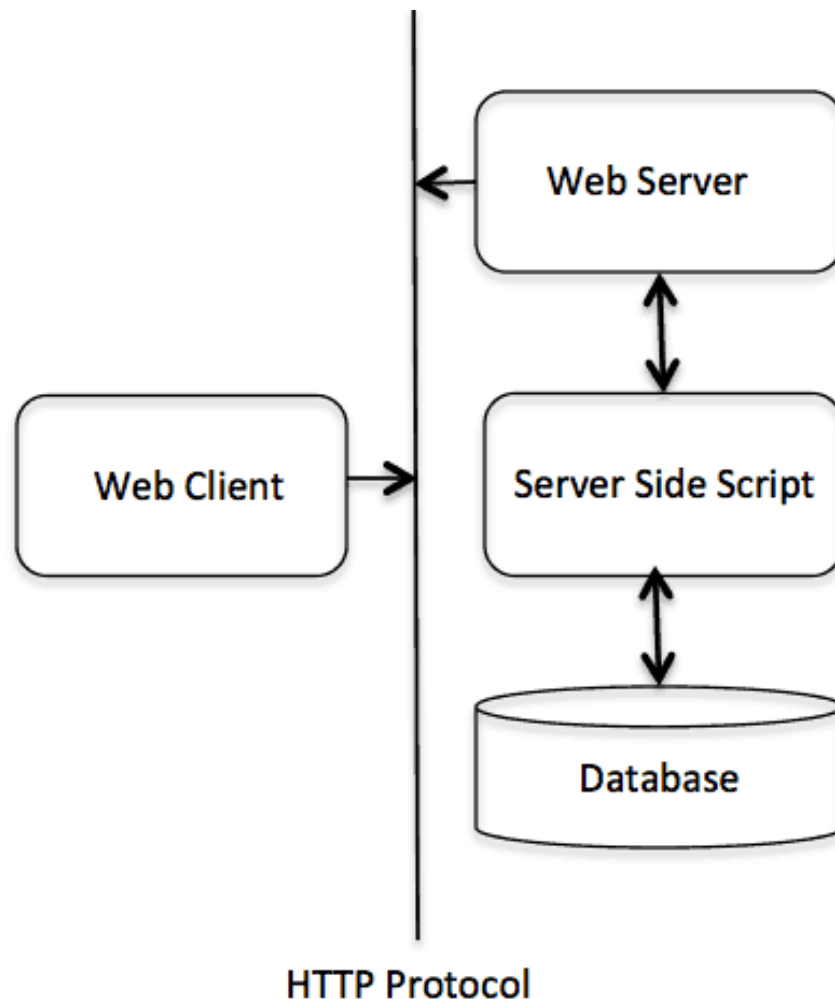 Web Server
Web Client
Server Side Script
Database
HTTP Protocol